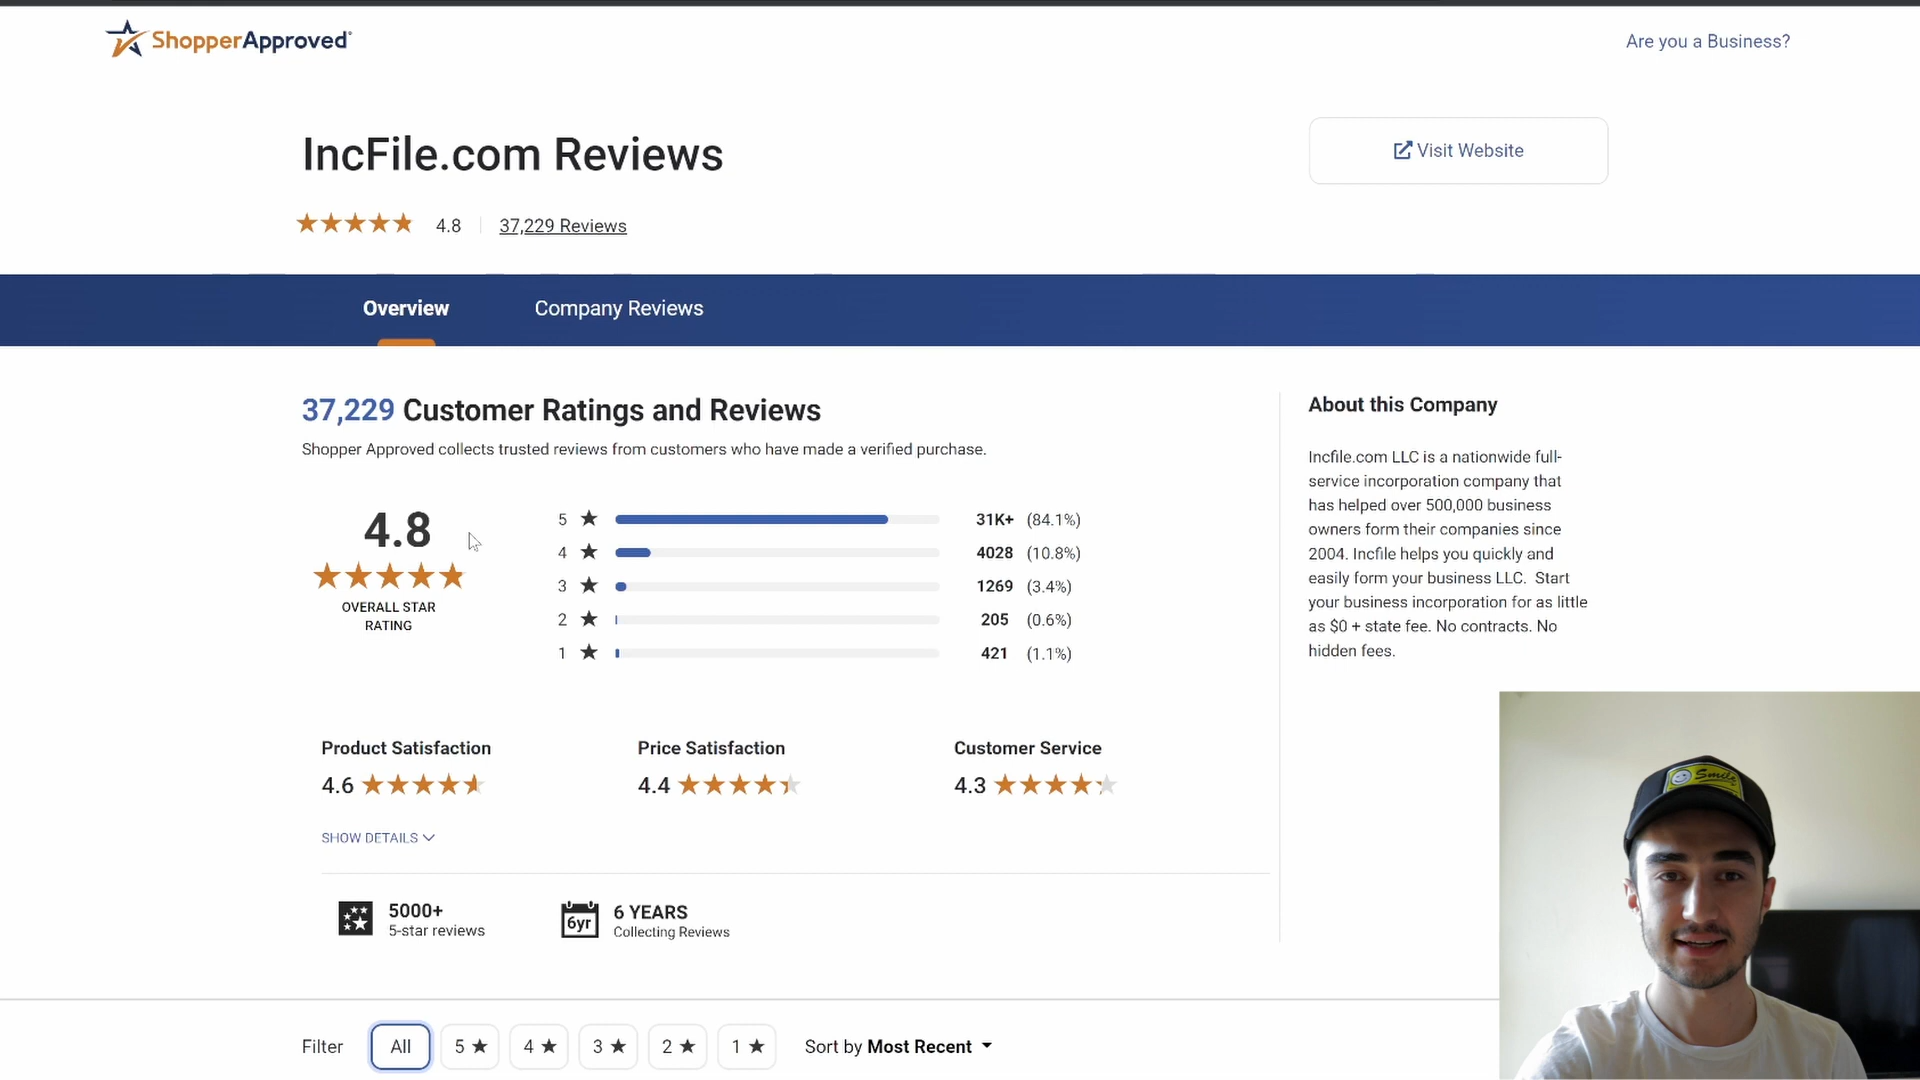 ShopperApproved
Are you a Business?
IncFile.com Reviews
Visit Website
4.8
37,229 Reviews
Overview
Company Reviews
37,229 Customer Ratings and Reviews
Shopper Approved collects trusted reviews from customers who have made a verified purchase.
4.8
OVERALL STAR
RATING
5 ★ 31K+ (84.1%)
4 ★ 4028 (10.8%)
3 ★ 1269 (3.4%)
2 ★ 205 (0.6%)
1 ★ 421 (1.1%)
Product Satisfaction
4.6
Price Satisfaction
4.4
Customer Service
4.3
SHOW DETAILS
5000+
5-star reviews
6yr
6 YEARS
Collecting Reviews
About this Company
Incfile.com LLC is a nationwide full-
service incorporation company that
has helped over 500,000 business
owners form their companies since
2004. Incfile helps you quickly and
easily form your business LLC. Start
your business incorporation for as little
as $0 + state fee. No contracts. No
hidden fees.
Smile
Filter All 5 ★ 4 ★ 3 ★ 2 ★ 1 ★ Sort by Most Recent